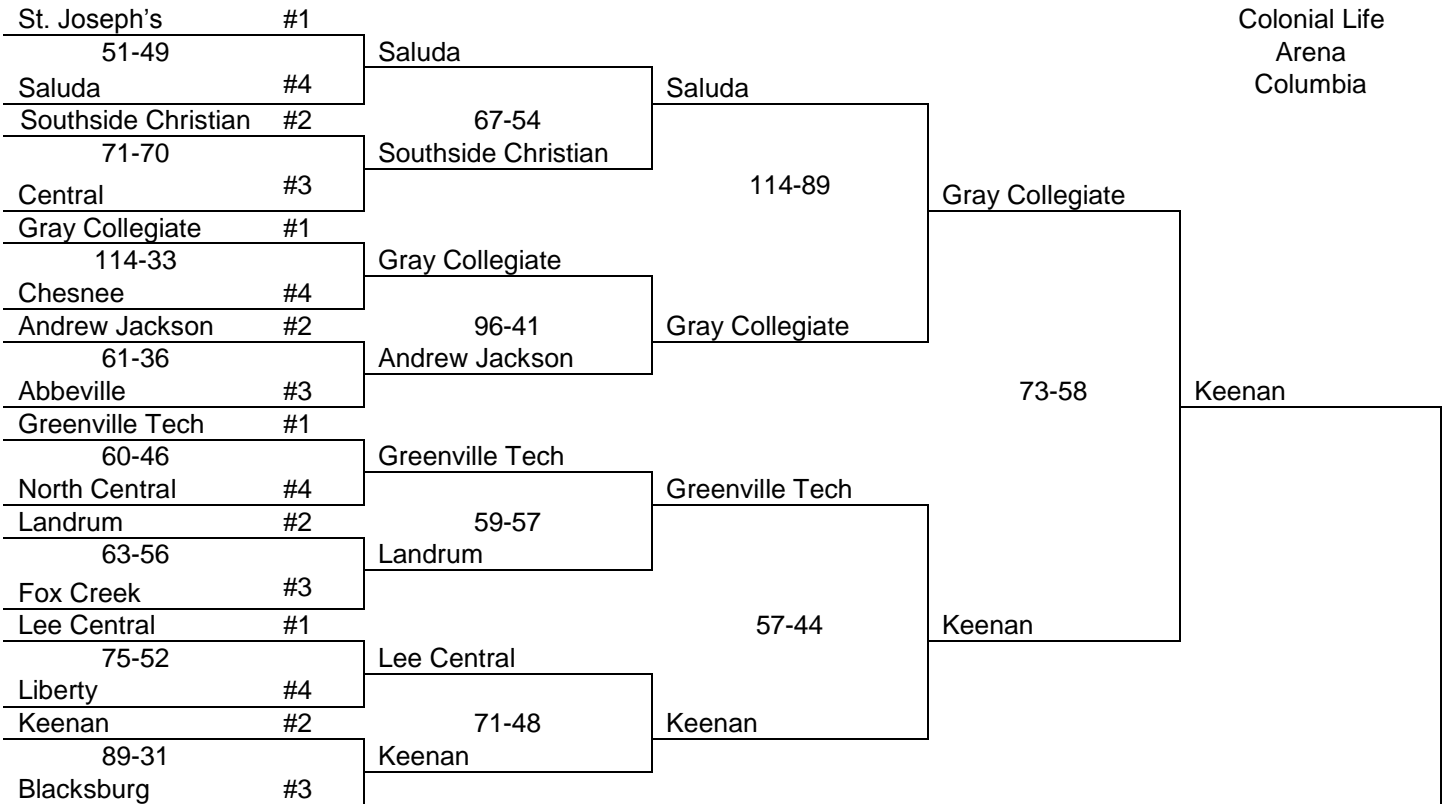 St. Joseph's #1 Colonial Life
51-49 Saluda Arena
Saluda #4 Saluda Columbia
Southside Christian #2 67-54
71-70 Southside Christian
Central #3 114-89 Gray Collegiate
Gray Collegiate #1
114-33 Gray Collegiate
Chesnee #4
Andrew Jackson #2 96-41 Gray Collegiate
61-36 Andrew Jackson
Abbeville #3 73-58 Keenan
Greenville Tech #1
60-46 Greenville Tech
North Central #4 Greenville Tech
Landrum #2 59-57
63-56 Landrum
Fox Creek #3
Lee Central #1 57-44 Keenan
75-52 Lee Central
Liberty #4
Keenan #2 71-48 Keenan
89-31 Keenan
Blacksburg #3